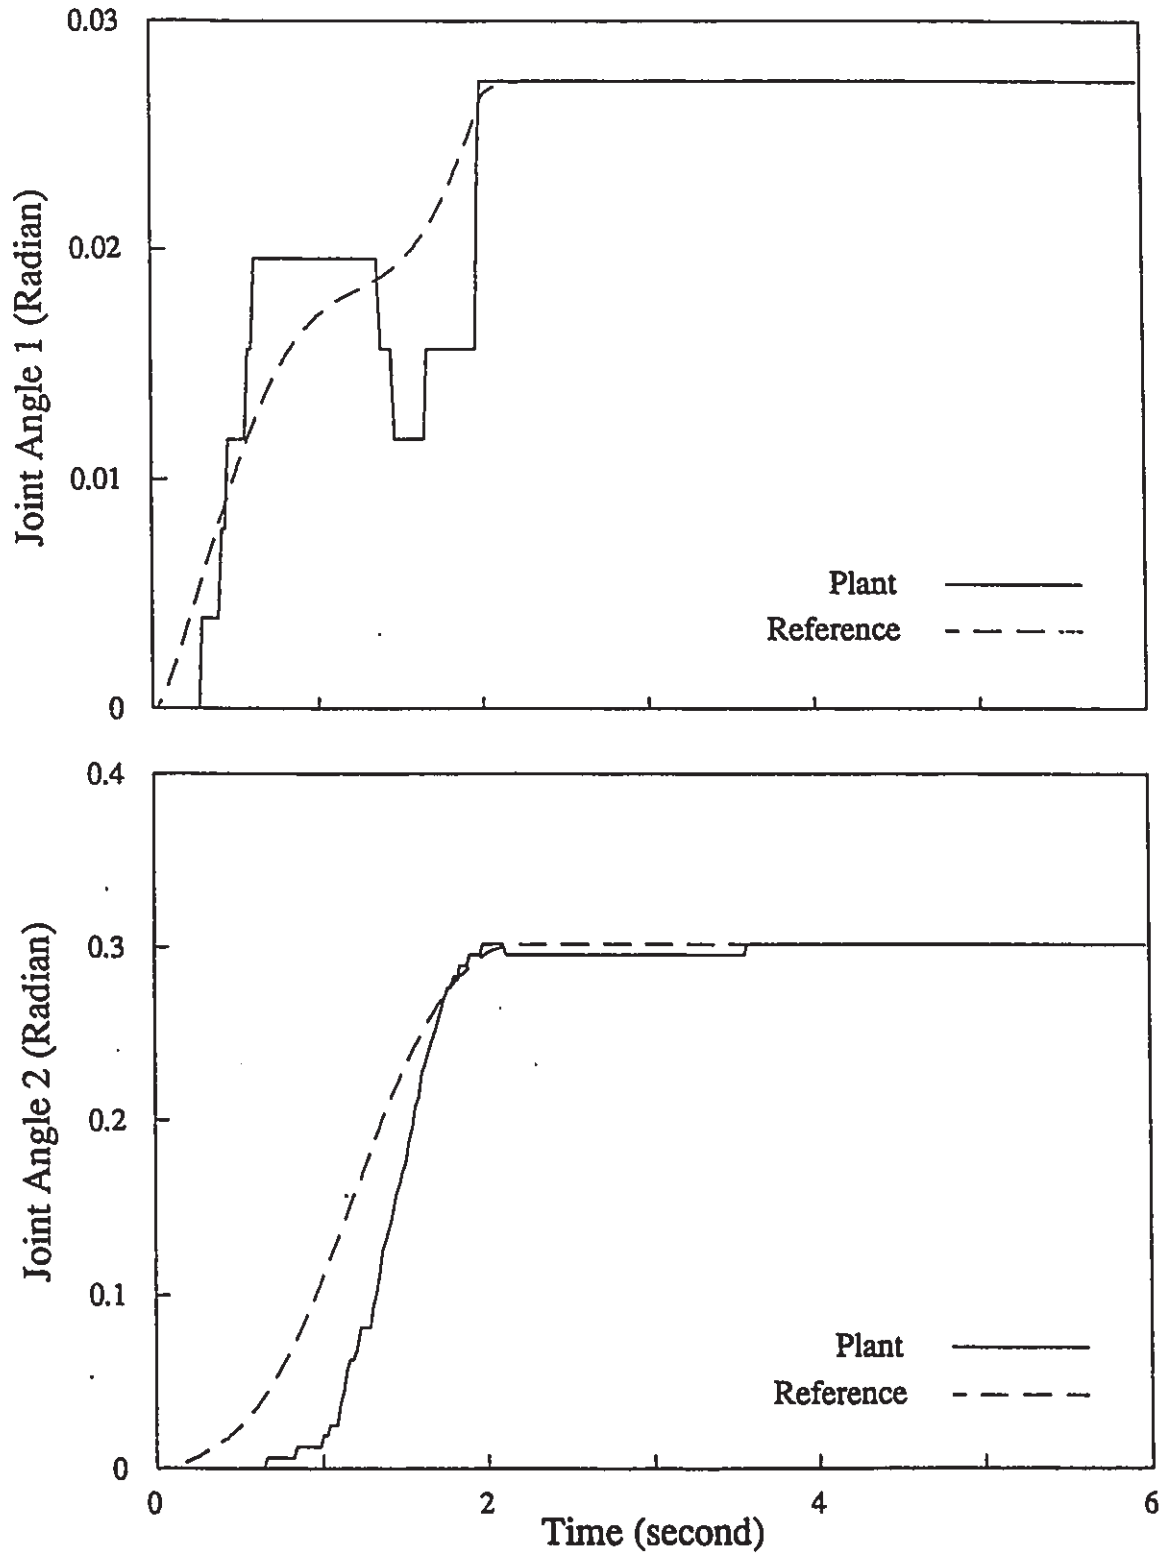 0.03
0.02
0.01
0
Joint Angle 1 (Radian)
Plant
Reference
0.4
0.3
0.2
0.1
0
Joint Angle 2 (Radian)
Plant
Reference
0 2 4 6
Time (second)